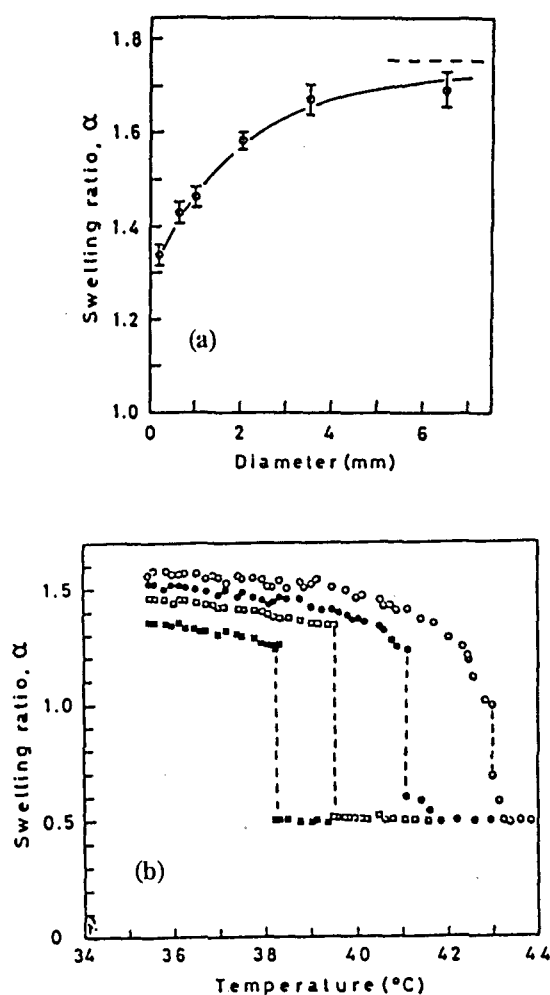 1.8
1.6
1.4
1.2
1.0
Swelling ratio, α
(a)
0 2 4 6
Diameter (mm)
1.5
1.0
0.5
0
Swelling ratio, α
(b)
34 36 38 40 42 44
Temperature (°C)